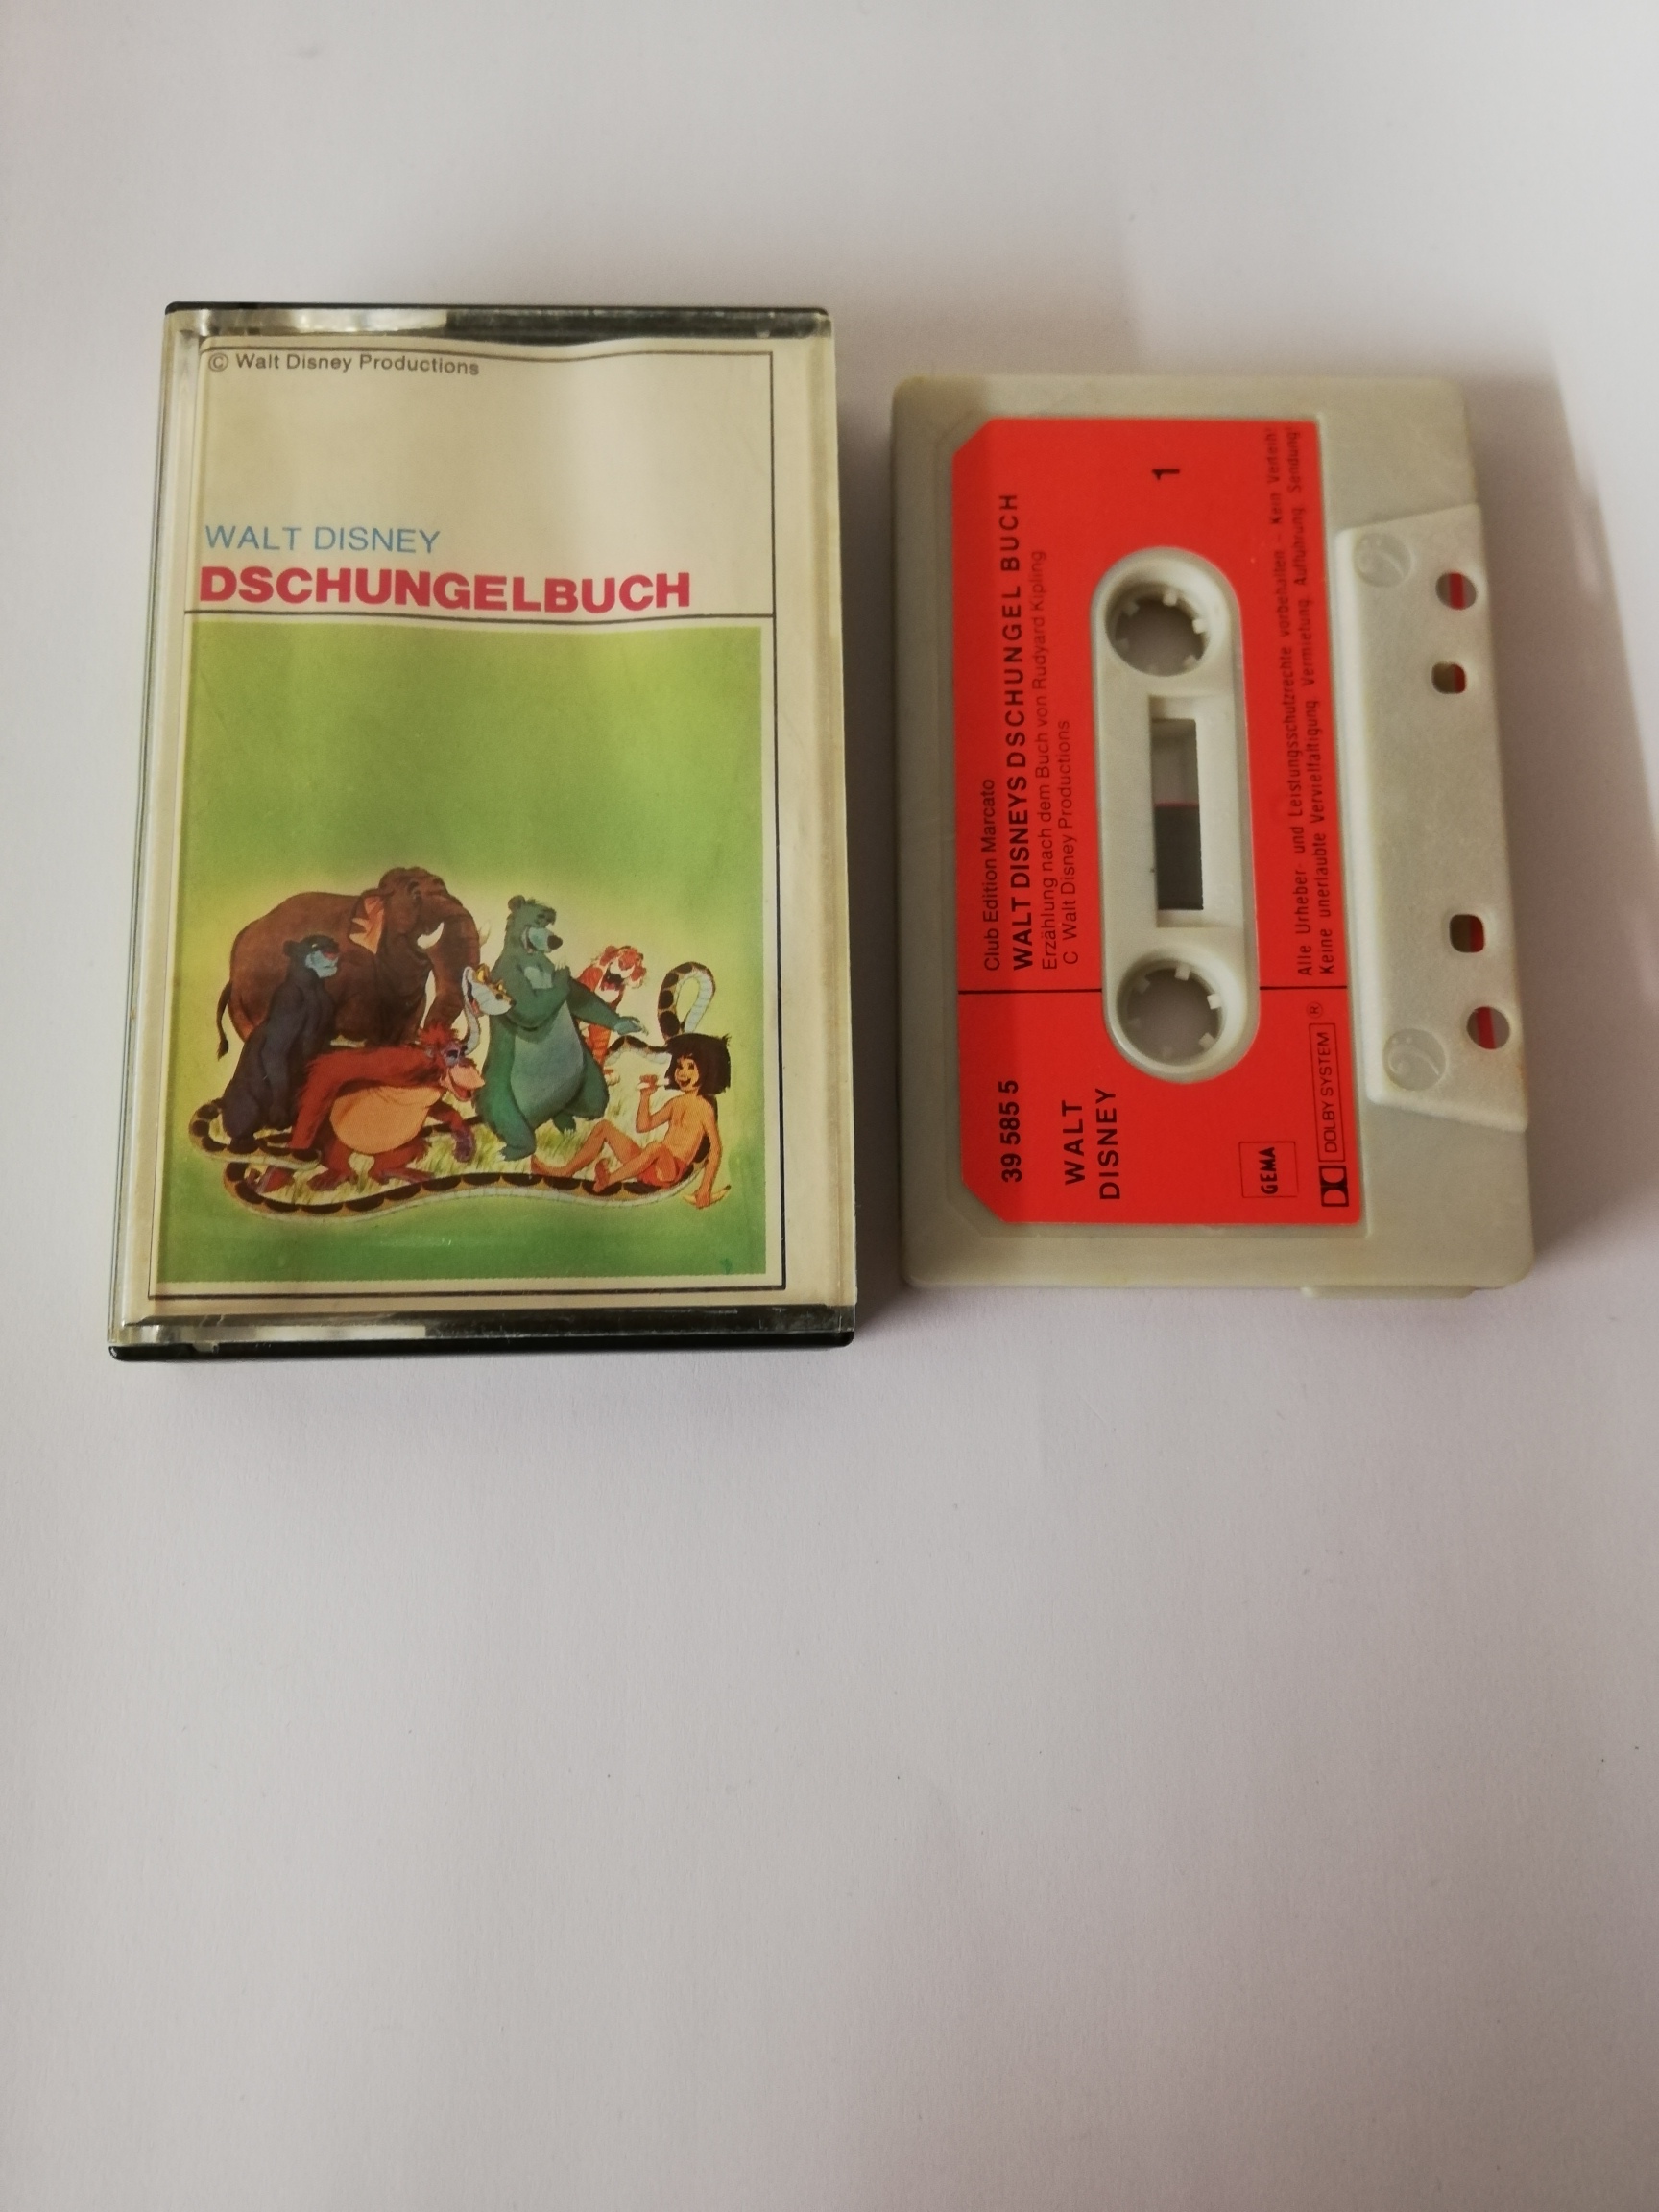 © Walt Disney Productions
WALT DISNEY
DSCHUNGELBUCH
Club Edition Marcato
WALT DISNEYS DSCHUNGEL BUCH
Erzählung nach dem Buch von Rudyard Kipling
C Walt Disney Productions
1
39 585 5
WALT
DISNEY
GEMA
DOLBY SYSTEM ®
Alle Urheber- und Leistungsschutzrechte vorbehalten - Kein Verleih!
Keine unerlaubte Vervielfältigung, Vermietung, Aufführung, Sendung!